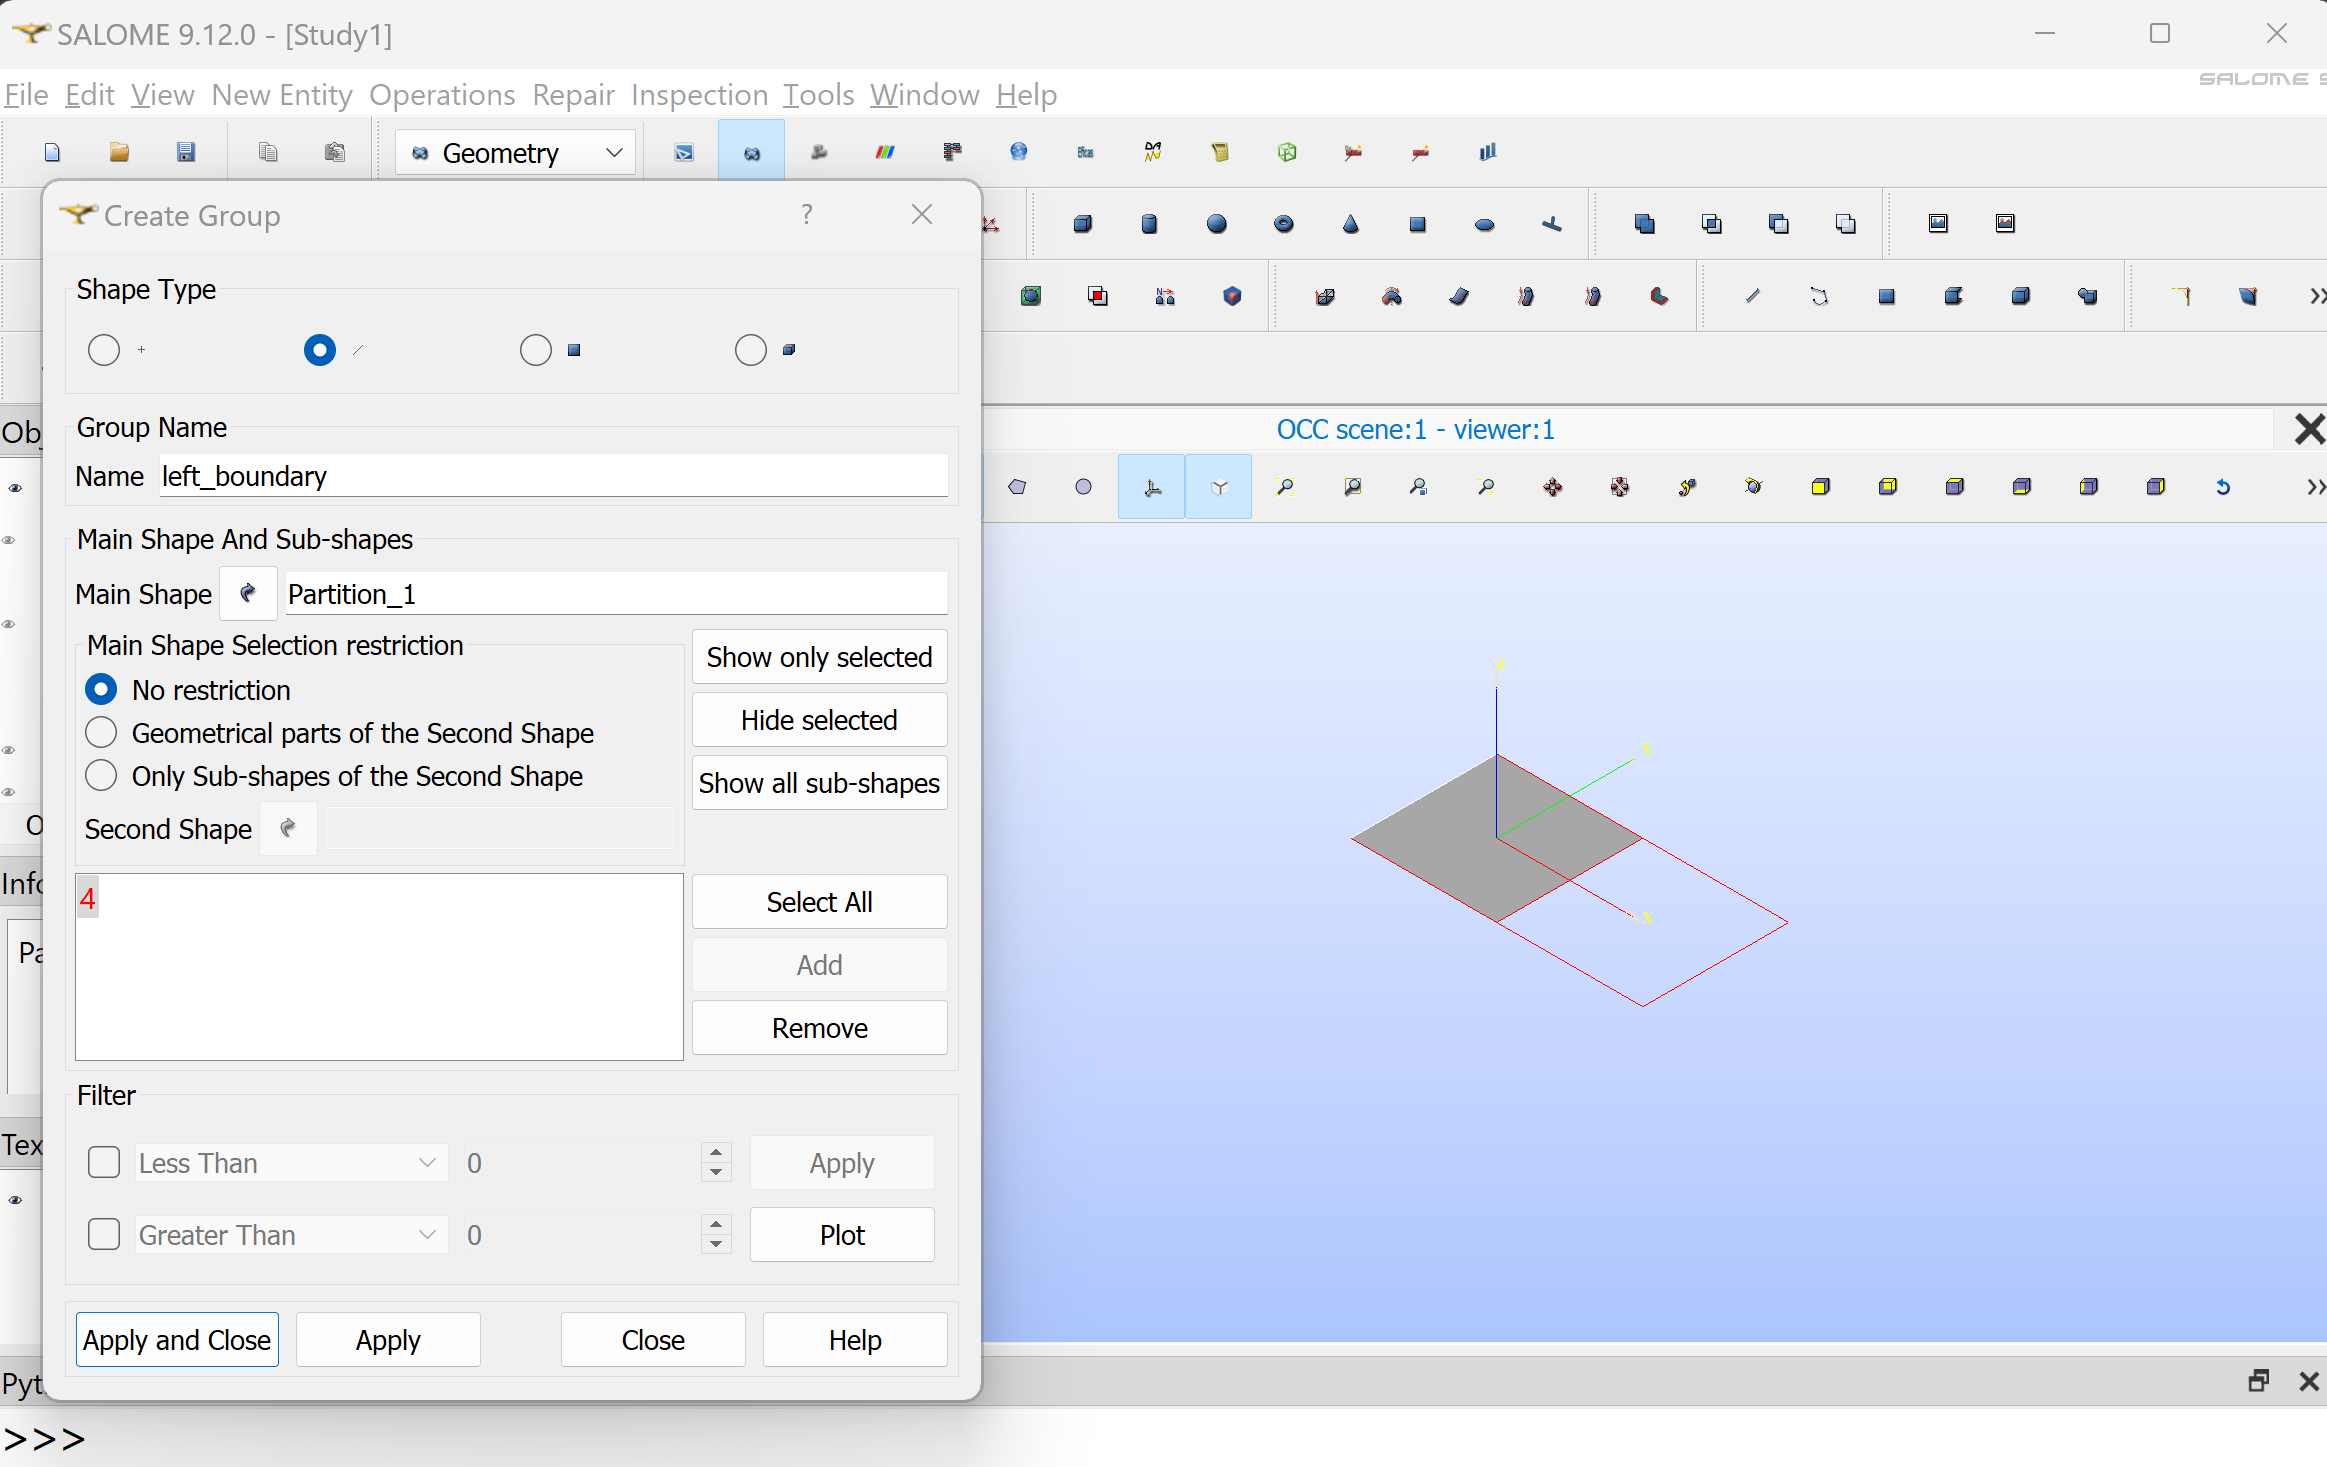 SALOME 9.12.0 - [Study1]
File Edit View New Entity Operations Repair Inspection Tools Window Help
SALOME
Geometry
Eficas
Create Group
?
Shape Type
Group Name
Name left_boundary
Main Shape And Sub-shapes
Main Shape Partition_1
Main Shape Selection restriction
No restriction
Geometrical parts of the Second Shape
Only Sub-shapes of the Second Shape
Second Shape
Show only selected
Hide selected
Show all sub-shapes
4
Select All
Add
Remove
Filter
Less Than 0 Apply
Greater Than 0 Plot
Apply and Close Apply Close Help
OCC scene:1 - viewer:1
X
Obj
O
Info
Pa
Tex
Pyt
>>>